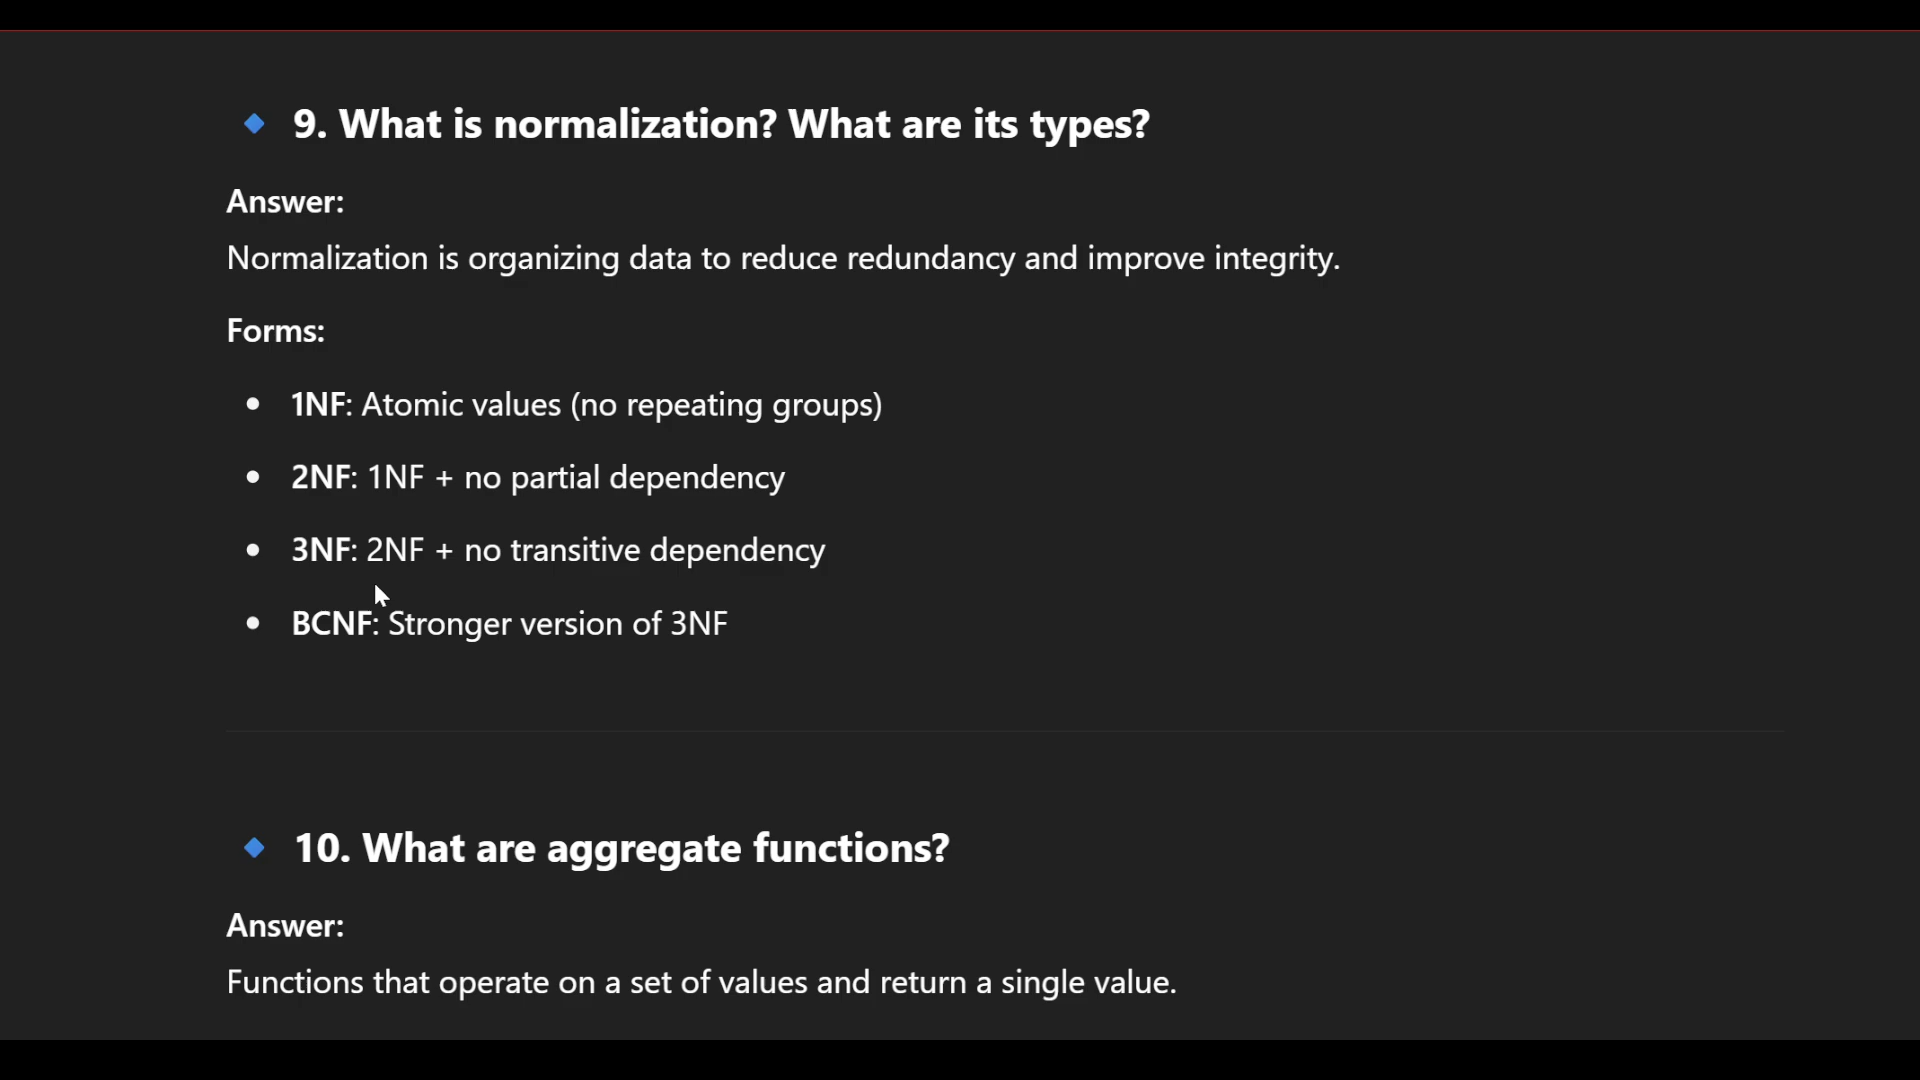 9. What is normalization? What are its types?
Answer:
Normalization is organizing data to reduce redundancy and improve integrity.
Forms:
• 1NF: Atomic values (no repeating groups)
• 2NF: 1NF + no partial dependency
• 3NF: 2NF + no transitive dependency
• BCNF: Stronger version of 3NF
10. What are aggregate functions?
Answer:
Functions that operate on a set of values and return a single value.